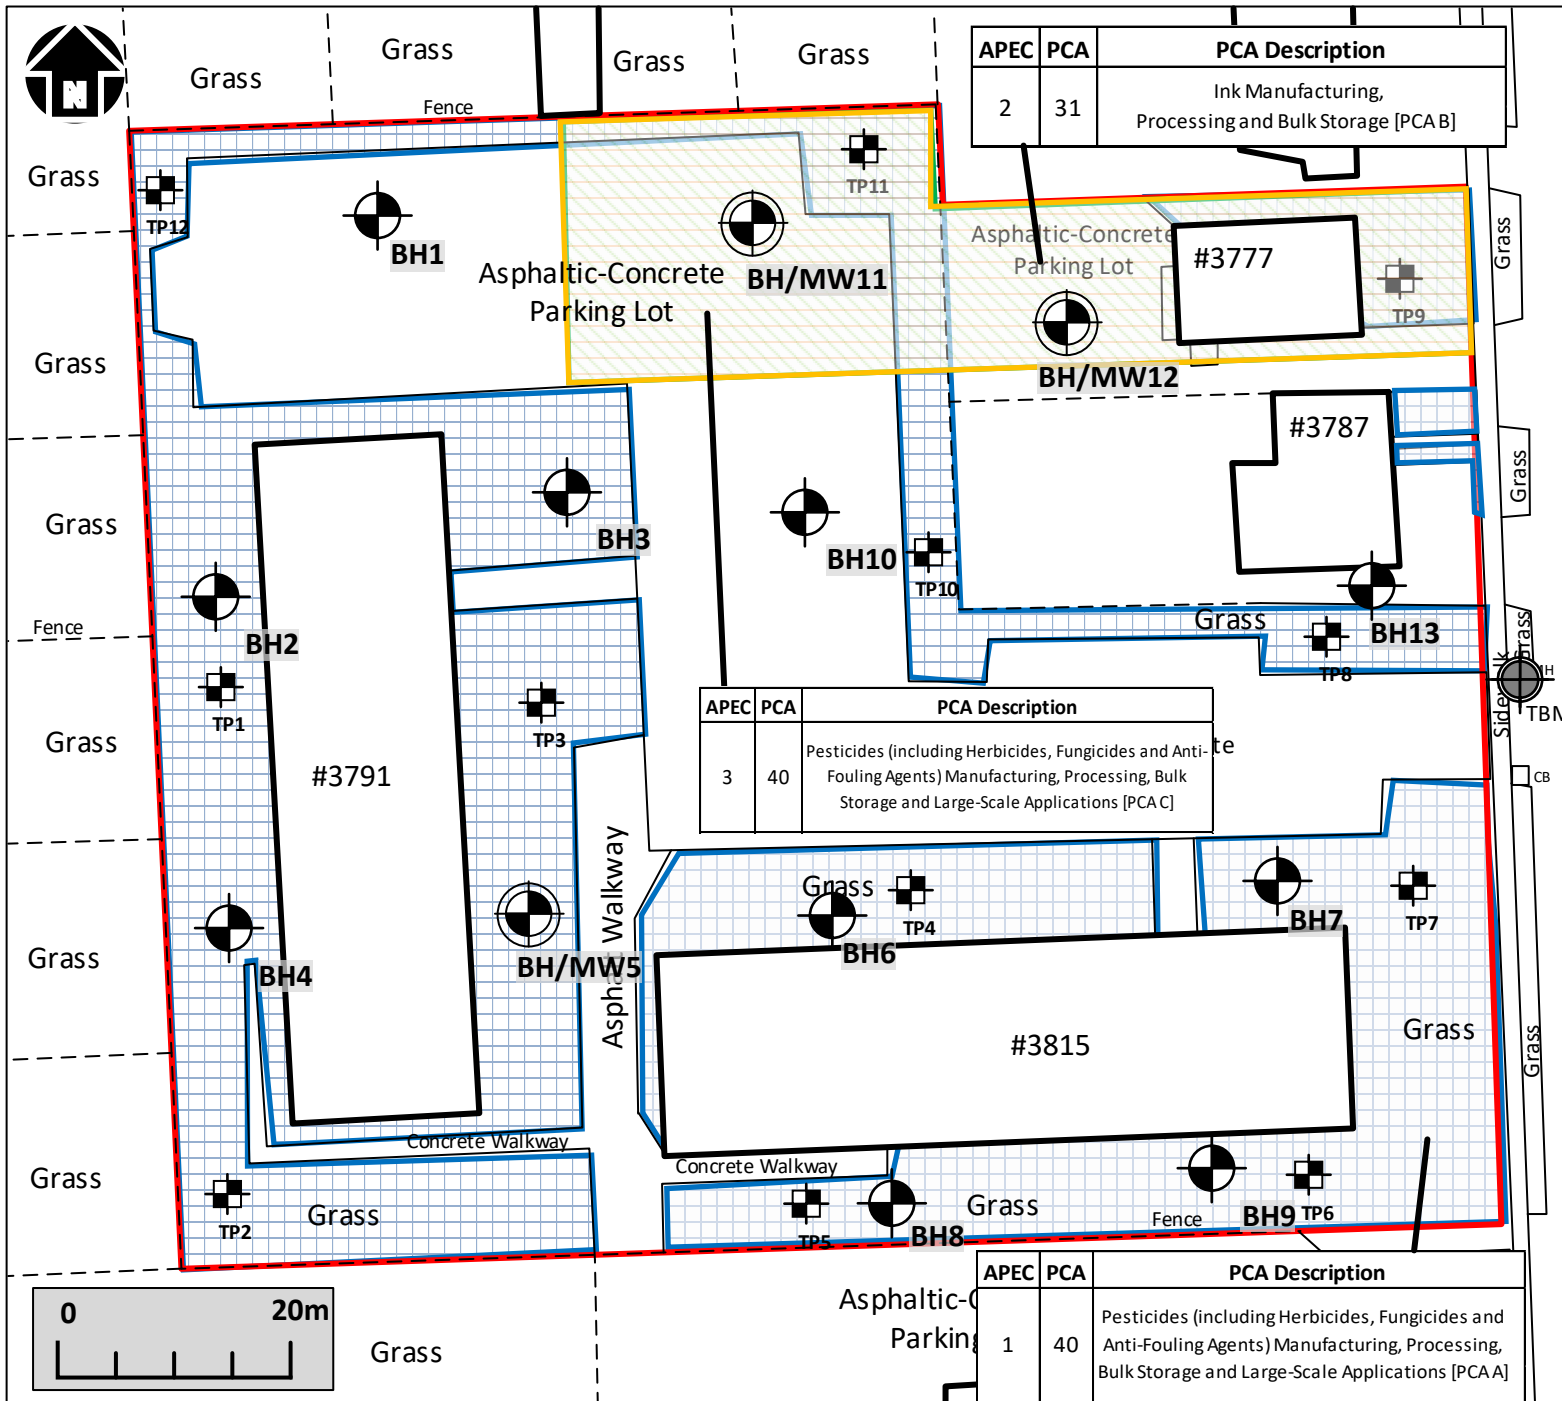 Grass
Grass
Grass
Grass
Fence
N
APEC PCA PCA Description
2 31 Ink Manufacturing,
Processing and Bulk Storage [PCA B]
Grass
TP12
BH1
TP11
BH/MW11
Asphaltic-Concrete
Parking Lot
Asphaltic-Concrete
Parking Lot
#3777
TP9
Grass
BH/MW12
Grass
#3787
Grass
Grass
BH3
BH10
TP10
Fence
BH2
TP1
TP3
Grass
TP8
BH13
Grass
MH
TBM
CB
Grass
#3791
APEC PCA PCA Description
3 40 Pesticides (including Herbicides, Fungicides and Anti-
Fouling Agents) Manufacturing, Processing, Bulk
Storage and Large-Scale Applications [PCA C]
te
Asphalt Walkway
Grass
TP4
BH6
BH7
TP7
Grass
BH4
BH/MW5
#3815
Grass
Grass
Concrete Walkway
Concrete Walkway
Grass
TP2
Grass
TP5
BH8
Grass
Fence
BH9
TP6
0 20m
Grass
Asphaltic-C
Parking
APEC PCA PCA Description
1 40 Pesticides (including Herbicides, Fungicides and
Anti-Fouling Agents) Manufacturing, Processing,
Bulk Storage and Large-Scale Applications [PCA A]